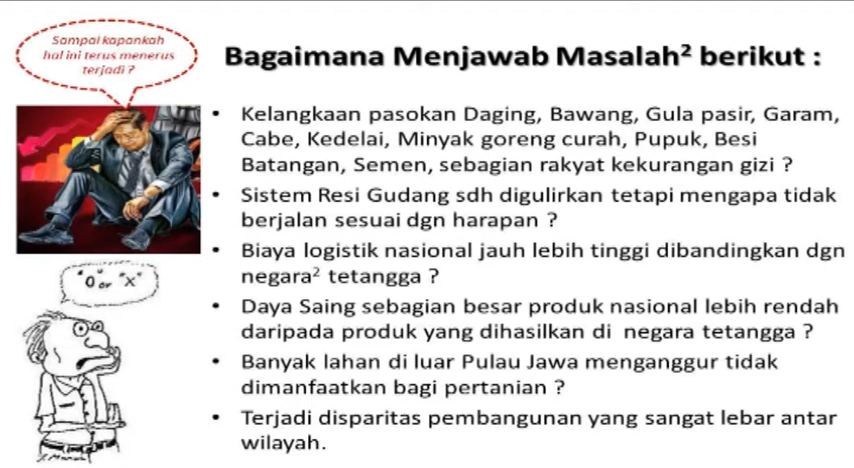 Sampai kapankah
hal ini terus menerus
terjadi ?
Bagaimana Menjawab Masalah² berikut :
• Kelangkaan pasokan Daging, Bawang, Gula pasir, Garam,
Cabe, Kedelai, Minyak goreng curah, Pupuk, Besi
Batangan, Semen, sebagian rakyat kekurangan gizi ?
• Sistem Resi Gudang sdh digulirkan tetapi mengapa tidak
berjalan sesuai dgn harapan ?
• Biaya logistik nasional jauh lebih tinggi dibandingkan dgn
negara² tetangga ?
• Daya Saing sebagian besar produk nasional lebih rendah
daripada produk yang dihasilkan di negara tetangga ?
• Banyak lahan di luar Pulau Jawa menganggur tidak
dimanfaatkan bagi pertanian ?
• Terjadi disparitas pembangunan yang sangat lebar antar
wilayah.
"O" or "X"